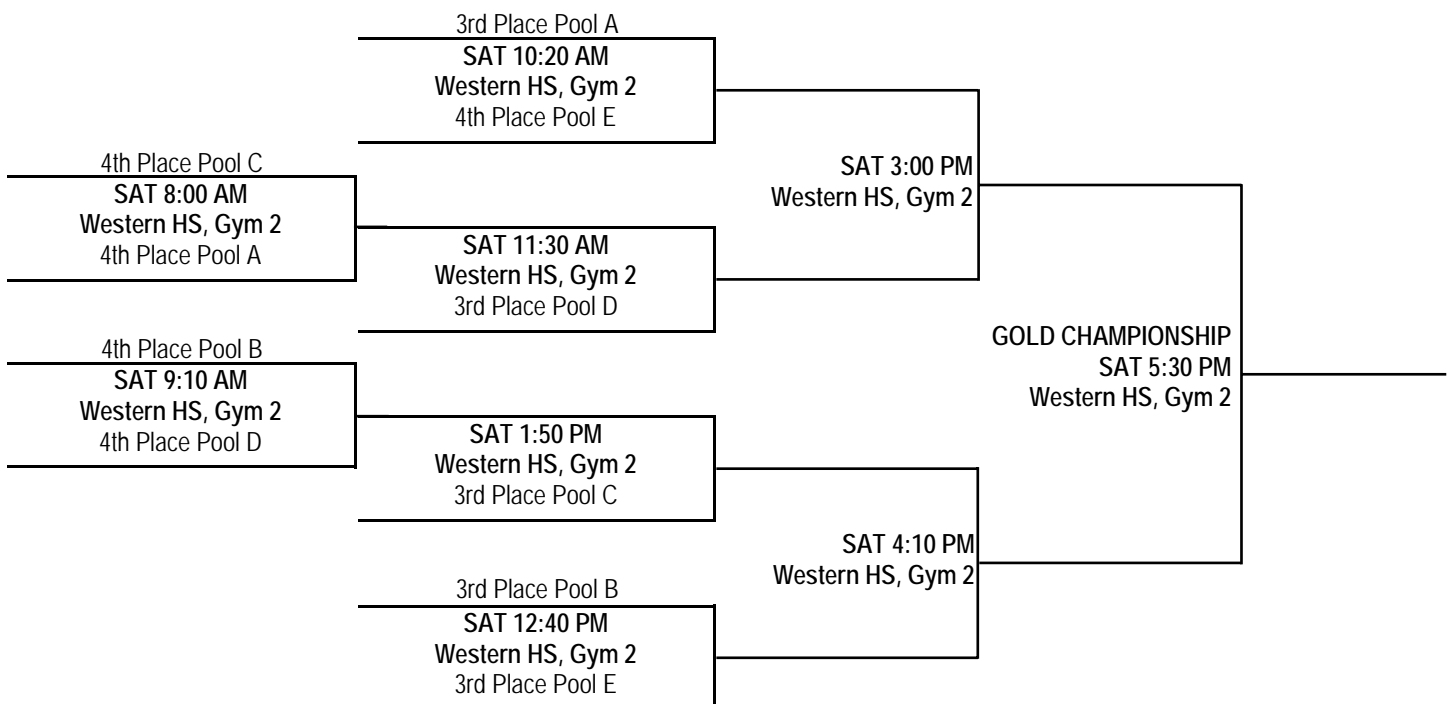 3rd Place Pool A
SAT 10:20 AM
Western HS, Gym 2
4th Place Pool E
4th Place Pool C
SAT 8:00 AM
Western HS, Gym 2
4th Place Pool A
SAT 3:00 PM
Western HS, Gym 2
SAT 11:30 AM
Western HS, Gym 2
3rd Place Pool D
4th Place Pool B
SAT 9:10 AM
Western HS, Gym 2
4th Place Pool D
GOLD CHAMPIONSHIP
SAT 5:30 PM
Western HS, Gym 2
SAT 1:50 PM
Western HS, Gym 2
3rd Place Pool C
SAT 4:10 PM
Western HS, Gym 2
3rd Place Pool B
SAT 12:40 PM
Western HS, Gym 2
3rd Place Pool E